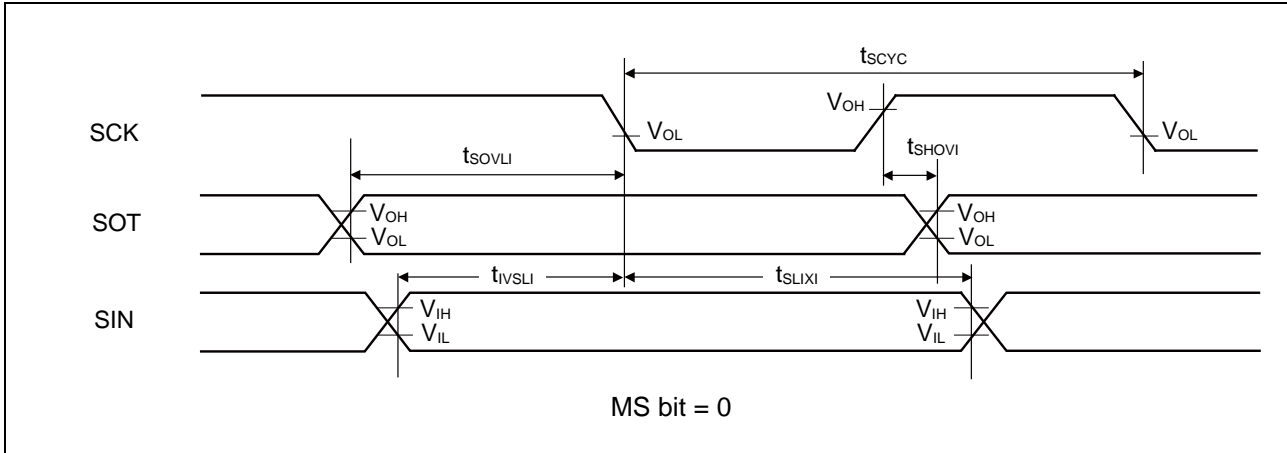 tSCYC
SCK
VOH
VOL
VOL
tSOVLI
tSHOVI
SOT
VOH
VOL
VOH
VOL
tIVSLI
tSLIXI
SIN
VIH
VIL
VIH
VIL
MS bit = 0